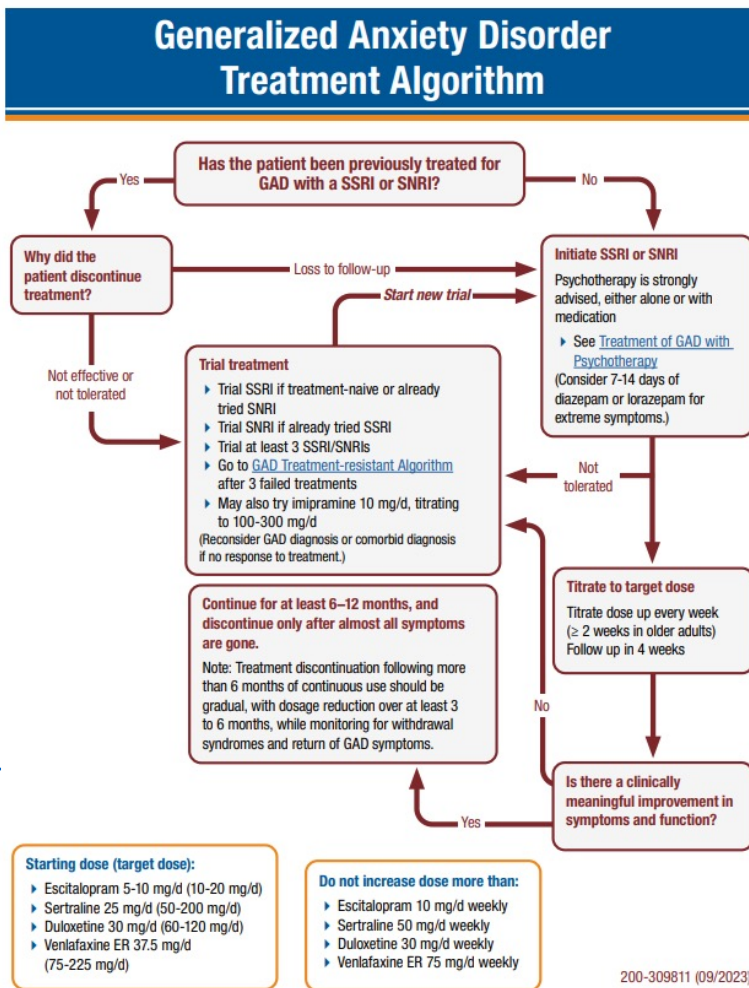 Generalized Anxiety Disorder
Treatment Algorithm
Has the patient been previously treated for
GAD with a SSRI or SNRI?
Yes
No
Why did the
patient discontinue
treatment?
Loss to follow-up
Start new trial
Initiate SSRI or SNRI
Psychotherapy is strongly
advised, either alone or with
medication
See Treatment of GAD with
Psychotherapy
(Consider 7-14 days of
diazepam or lorazepam for
extreme symptoms.)
Not effective or
not tolerated
Trial treatment
Trial SSRI if treatment-naive or already
tried SNRI
Trial SNRI if already tried SSRI
Trial at least 3 SSRI/SNRIs
Go to GAD Treatment-resistant Algorithm
after 3 failed treatments
May also try imipramine 10 mg/d, titrating
to 100-300 mg/d
(Reconsider GAD diagnosis or comorbid diagnosis
if no response to treatment.)
Not
tolerated
Titrate to target dose
Titrate dose up every week
(≥ 2 weeks in older adults)
Follow up in 4 weeks
Continue for at least 6–12 months, and
discontinue only after almost all symptoms
are gone.
Note: Treatment discontinuation following more
than 6 months of continuous use should be
gradual, with dosage reduction over at least 3
to 6 months, while monitoring for withdrawal
syndromes and return of GAD symptoms.
No
Is there a clinically
meaningful improvement in
symptoms and function?
Yes
Starting dose (target dose):
Escitalopram 5-10 mg/d (10-20 mg/d)
Sertraline 25 mg/d (50-200 mg/d)
Duloxetine 30 mg/d (60-120 mg/d)
Venlafaxine ER 37.5 mg/d
(75-225 mg/d)
Do not increase dose more than:
Escitalopram 10 mg/d weekly
Sertraline 50 mg/d weekly
Duloxetine 30 mg/d weekly
Venlafaxine ER 75 mg/d weekly
200-309811 (09/2023)